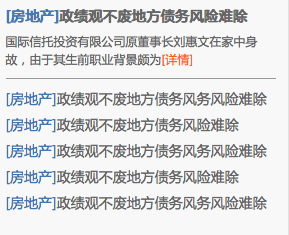 [房地产]政绩观不废地方债务风险难除
国际信托投资有限公司原董事长刘惠文在家中身
故，由于其生前职业背景颇为[详情]
[房地产]政绩观不废地方债务风务风险难除
[房地产]政绩观不废地方债务风险难除
[房地产]政绩观不废地方债务风务风险难除
[房地产]政绩观不废地方债务风险难除
[房地产]政绩观不废地方债务风务风险难除